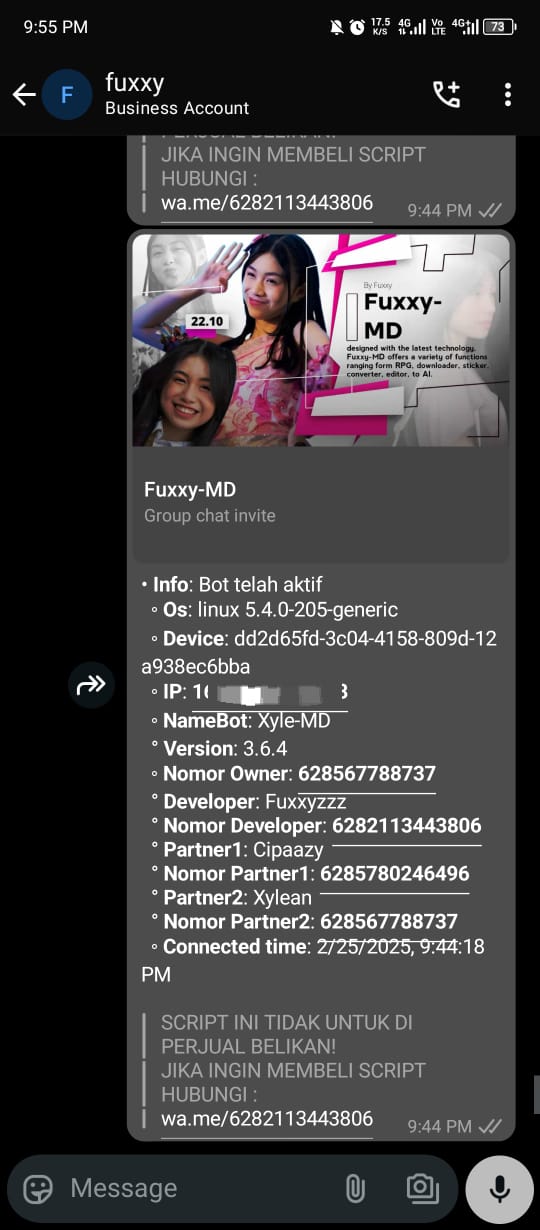 9:55 PM
17.5 K/S 4G Vo LTE 4G+ 73
F
fuxxy
Business Account
PERJUAL BELIKAN!
JIKA INGIN MEMBELI SCRIPT
HUBUNGI :
wa.me/6282113443806
9:44 PM
By Fuxxy
Fuxxy-
MD
22.10
designed with the latest technology.
Fuxxy-MD offers a variety of functions
ranging form RPG, downloader, sticker,
converter, editor, to AI.
Fuxxy-MD
Group chat invite
• Info: Bot telah aktif
◦ Os: linux 5.4.0-205-generic
◦ Device: dd2d65fd-3c04-4158-809d-12
a938ec6bba
◦ IP:
◦ NameBot: Xyle-MD
° Version: 3.6.4
◦ Nomor Owner: 628567788737
° Developer: Fuxxyzzz
° Nomor Developer: 6282113443806
° Partner1: Cipaazy
° Nomor Partner1: 6285780246496
° Partner2: Xylean
° Nomor Partner2: 628567788737
◦ Connected time: 2/25/2025, 9:44:18
PM
SCRIPT INI TIDAK UNTUK DI
PERJUAL BELIKAN!
JIKA INGIN MEMBELI SCRIPT
HUBUNGI :
wa.me/6282113443806
9:44 PM
Message